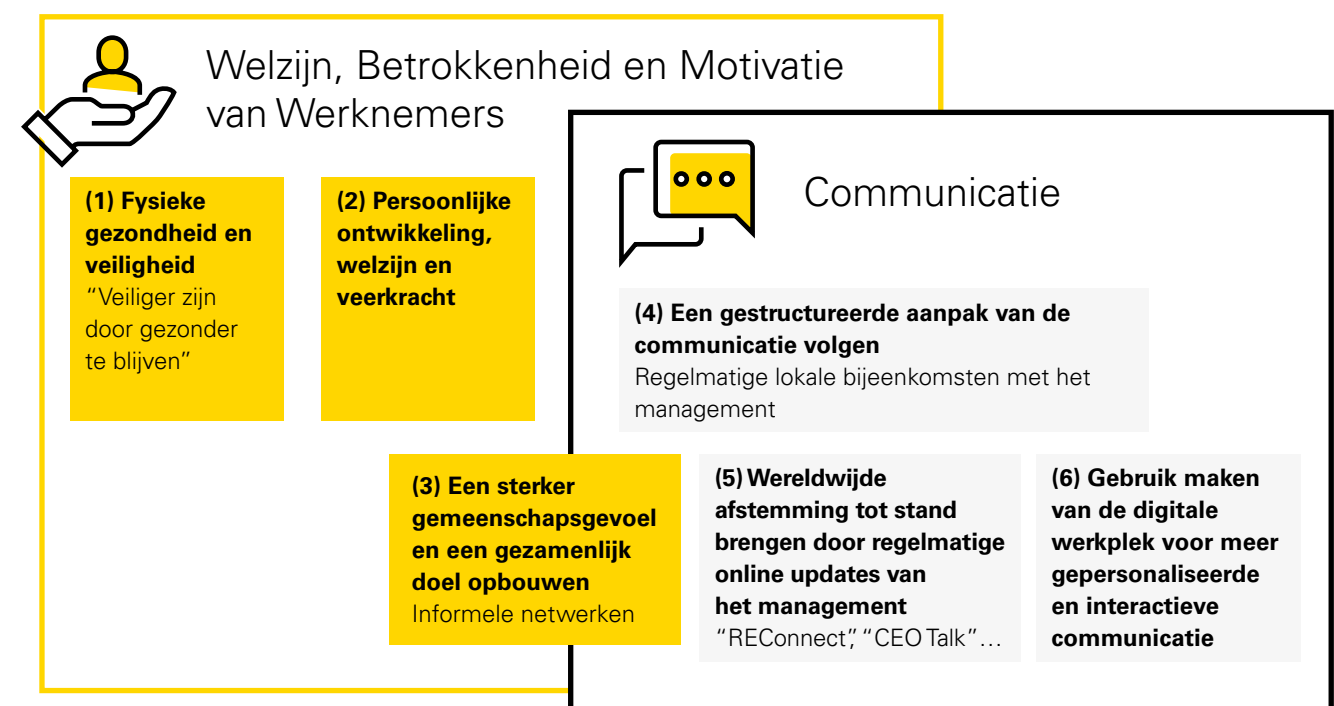 Welzijn, Betrokkenheid en Motivatie
van Werknemers
(1) Fysieke
gezondheid en
veiligheid
“Veiliger zijn
door gezonder
te blijven”
(2) Persoonlijke
ontwikkeling,
welzijn en
veerkracht
(3) Een sterker
gemeenschapsgevoel
en een gezamenlijk
doel opbouwen
Informele netwerken
Communicatie
(4) Een gestructureerde aanpak van de
communicatie volgen
Regelmatige lokale bijeenkomsten met het
management
(5) Wereldwijde
afstemming tot stand
brengen door regelmatige
online updates van
het management
“REConnect”, “CEO Talk”…
(6) Gebruik maken
van de digitale
werkplek voor meer
gepersonaliseerde
en interactieve
communicatie